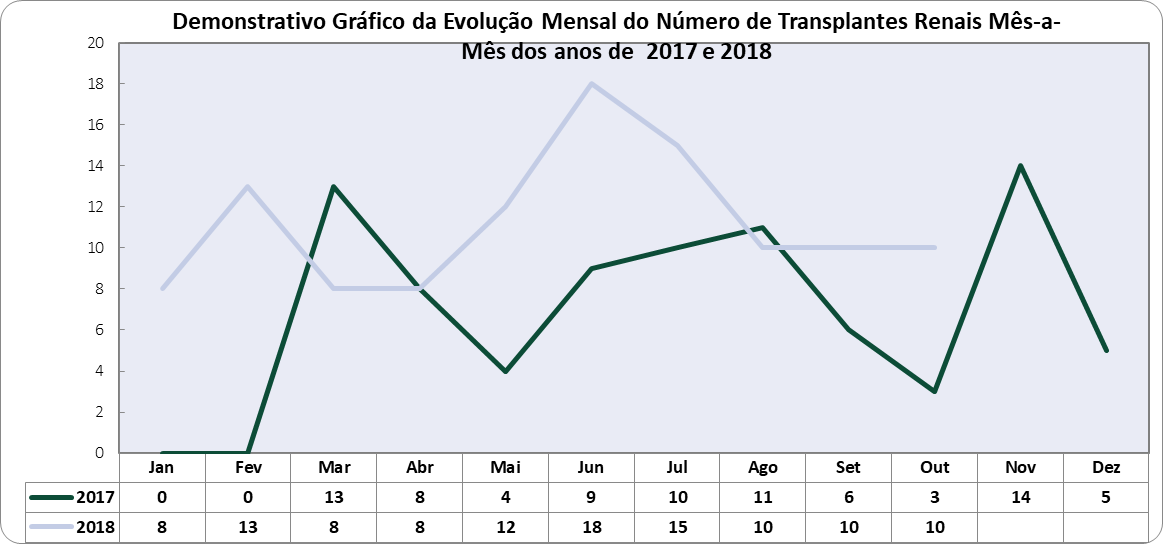 Demonstrativo Gráfico da Evolução Mensal do Número de Transplantes Renais Mês-a-
Mês dos anos de 2017 e 2018
20
18
16
14
12
10
8
6
4
2
0
Jan Fev Mar Abr Mai Jun Jul Ago Set Out Nov Dez
2017 0 0 13 8 4 9 10 11 6 3 14 5
2018 8 13 8 8 12 18 15 10 10 10